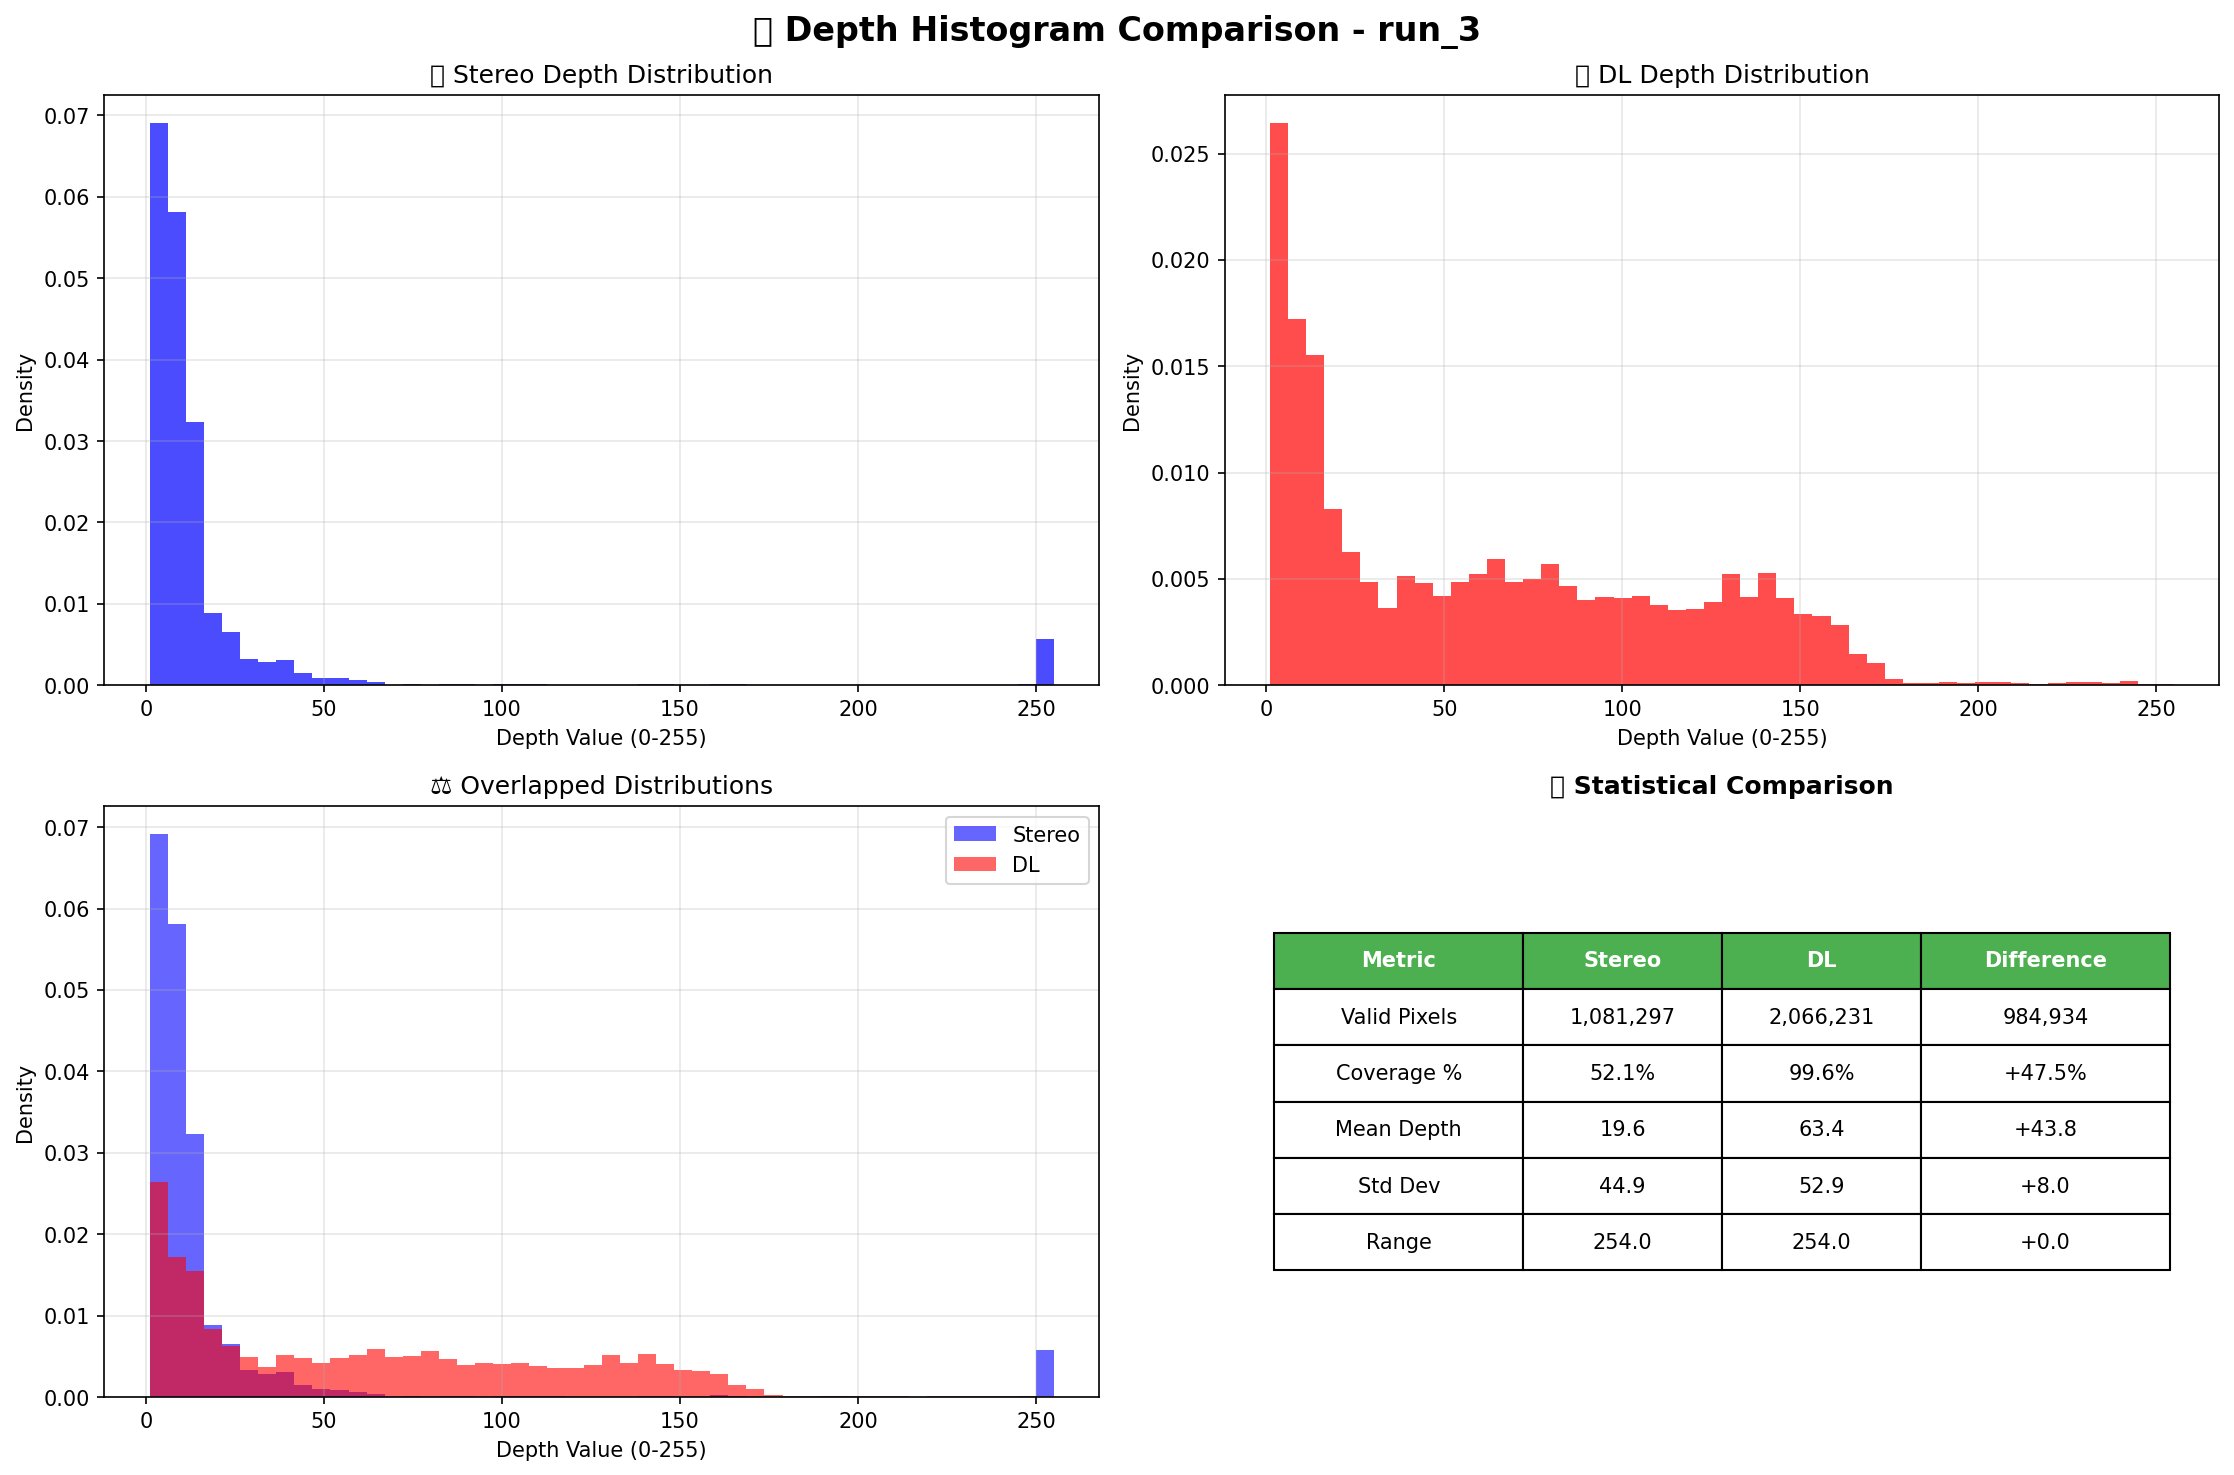 Depth Histogram Comparison - run_3
Stereo Depth Distribution
Density
0.07
0.06
0.05
0.04
0.03
0.02
0.01
0.00
0 50 100 150 200 250
Depth Value (0-255)
DL Depth Distribution
Density
0.025
0.020
0.015
0.010
0.005
0.000
0 50 100 150 200 250
Depth Value (0-255)
⚖ Overlapped Distributions
Density
0.07
0.06
0.05
0.04
0.03
0.02
0.01
0.00
Stereo
DL
0 50 100 150 200 250
Depth Value (0-255)
Statistical Comparison
Metric Stereo DL Difference
Valid Pixels 1,081,297 2,066,231 984,934
Coverage % 52.1% 99.6% +47.5%
Mean Depth 19.6 63.4 +43.8
Std Dev 44.9 52.9 +8.0
Range 254.0 254.0 +0.0